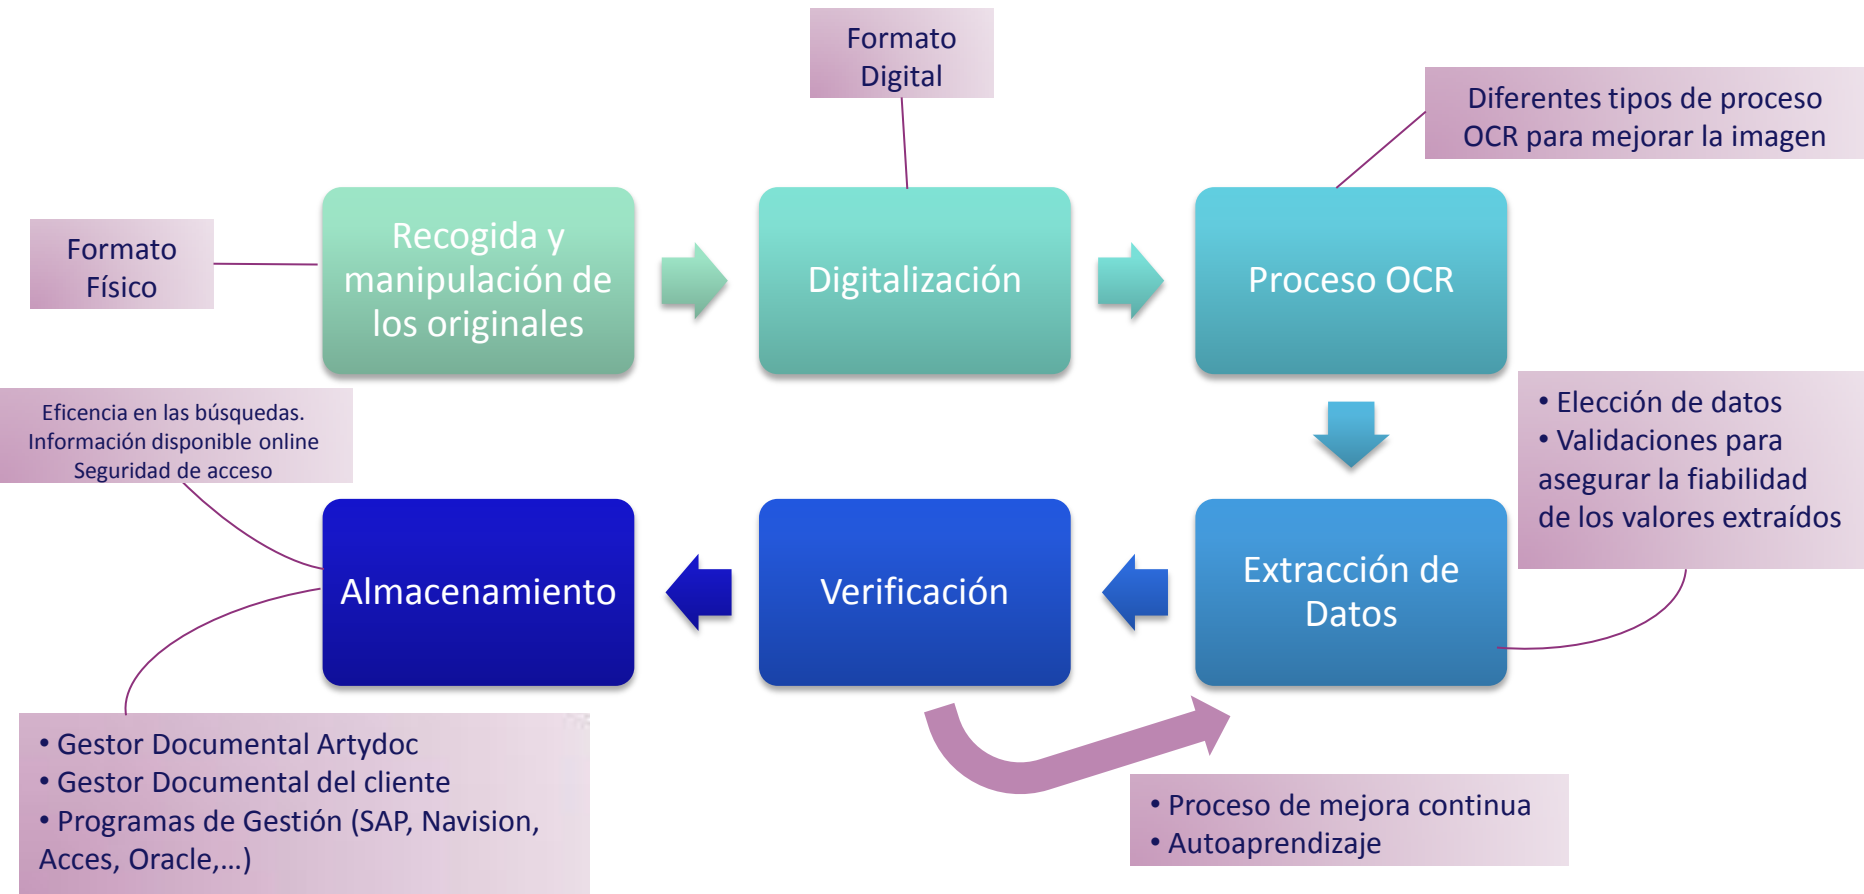 Formato
Digital
Diferentes tipos de proceso
OCR para mejorar la imagen
Formato
Físico
Recogida y
manipulación de
los originales
Digitalización
Proceso OCR
Eficencia en las búsquedas.
Información disponible online
Seguridad de acceso
• Elección de datos
• Validaciones para
asegurar la fiabilidad
de los valores extraídos
Almacenamiento
Verificación
Extracción de
Datos
• Gestor Documental Artydoc
• Gestor Documental del cliente
• Programas de Gestión (SAP, Navision,
Acces, Oracle,...)
• Proceso de mejora continua
• Autoaprendizaje